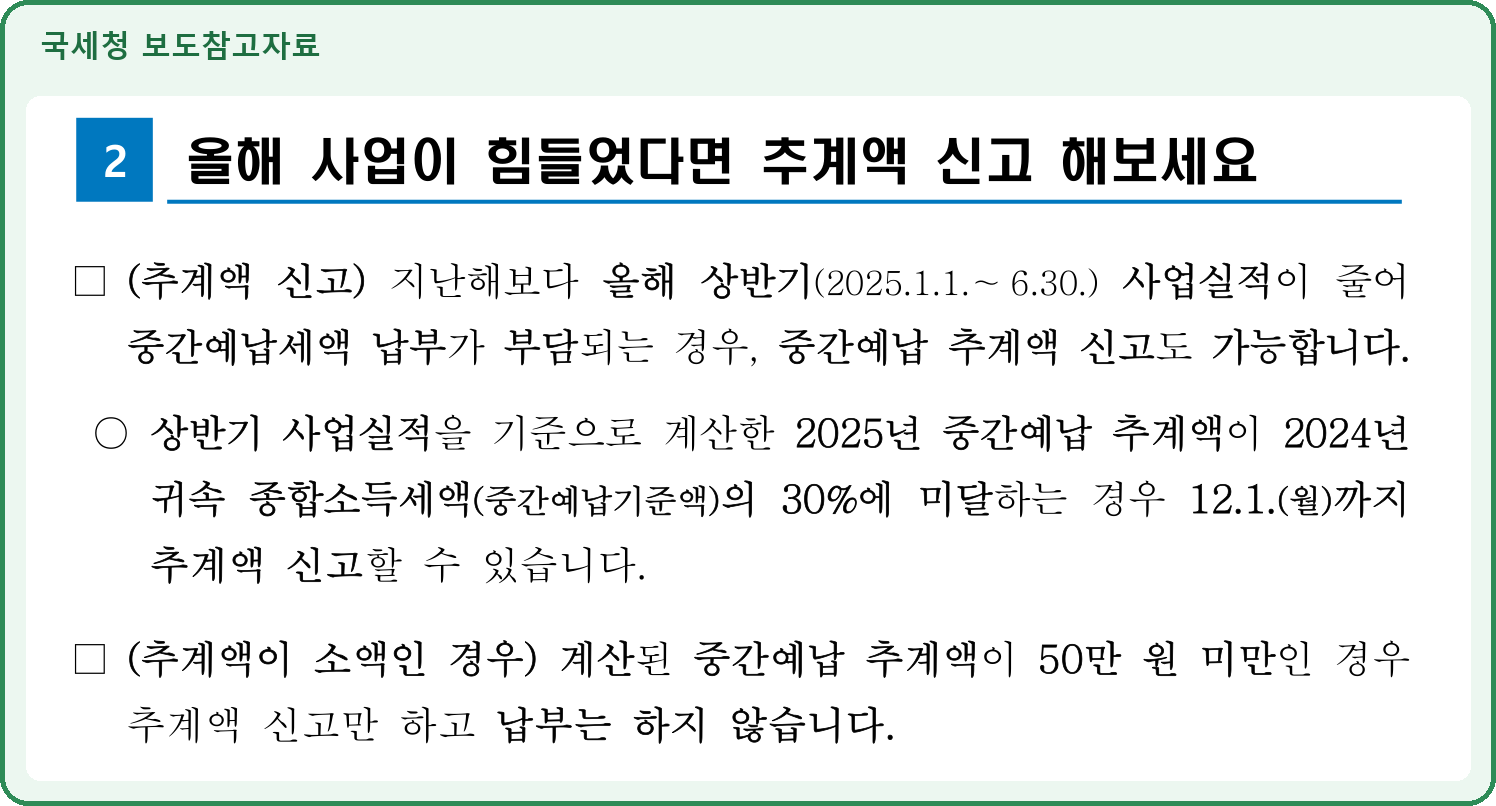 국세청 보도참고자료
2 올해 사업이 힘들었다면 추계액 신고 해보세요
□ (추계액 신고) 지난해보다 올해 상반기(2025.1.1.~ 6.30.) 사업실적이 줄어
중간예납세액 납부가 부담되는 경우, 중간예납 추계액 신고도 가능합니다.
○ 상반기 사업실적을 기준으로 계산한 2025년 중간예납 추계액이 2024년
귀속 종합소득세액(중간예납기준액)의 30%에 미달하는 경우 12.1.(월)까지
추계액 신고할 수 있습니다.
□ (추계액이 소액인 경우) 계산된 중간예납 추계액이 50만 원 미만인 경우
추계액 신고만 하고 납부는 하지 않습니다.